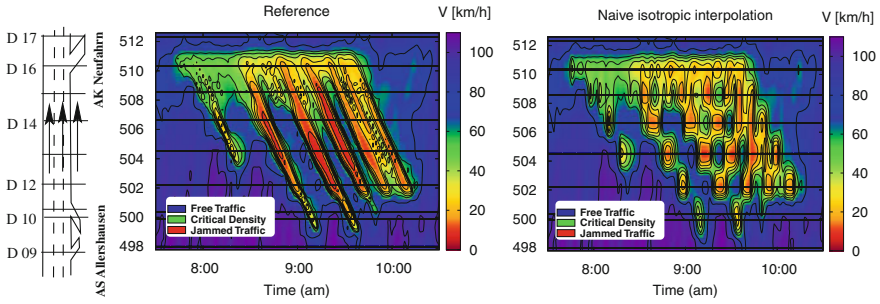 D 17
D 16
D 14
D 12
D 10
D 09
AK Neufahrn
AS Allershausen
Reference
V [km/h]
512
510
508
506
504
502
500
498
Free Traffic
Critical Density
Jammed Traffic
8:00
9:00
10:00
Time (am)
100
80
60
40
20
0
Naive isotropic interpolation
V [km/h]
512
510
508
506
504
502
500
498
Free Traffic
Critical Density
Jammed Traffic
8:00
9:00
10:00
Time (am)
100
80
60
40
20
0